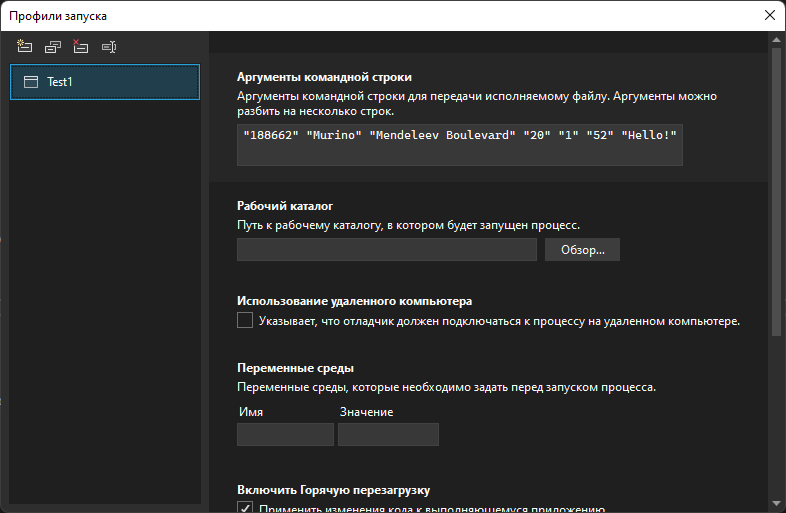 Профили запуска
Test1
Аргументы командной строки
Аргументы командной строки для передачи исполняемому файлу. Аргументы можно
разбить на несколько строк.
"188662" "Murino" "Mendeleev Boulevard" "20" "1" "52" "Hello!"
Рабочий каталог
Путь к рабочему каталогу, в котором будет запущен процесс.
Обзор...
Использование удаленного компьютера
Указывает, что отладчик должен подключаться к процессу на удаленном компьютере.
Переменные среды
Переменные среды, которые необходимо задать перед запуском процесса.
Имя Значение
Включить Горячую перезагрузку
Применить изменения кода к выполняющемуся приложению